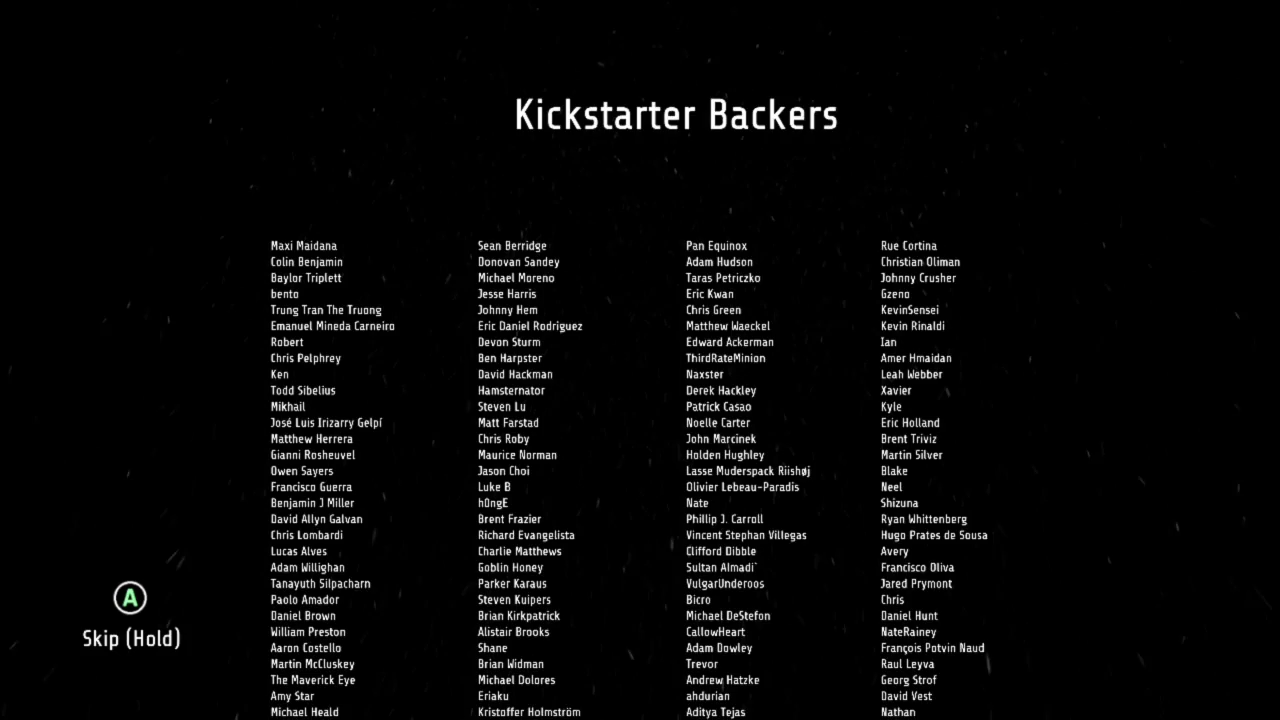 Kickstarter Backers
Maxi Maidana
Colin Benjamin
Baylor Triplett
bento
Trung Tran The Truong
Emanuel Mineda Carneiro
Robert
Chris Pelphrey
Ken
Todd Sibelius
Mikhail
José Luis Irizarry Gelpí
Matthew Herrera
Gianni Rosheuvel
Owen Sayers
Francisco Guerra
Benjamin J Miller
David Allyn Galvan
Chris Lombardi
Lucas Alves
Adam Willighan
Tanayuth Silpacharn
Paolo Amador
Daniel Brown
William Preston
Aaron Costello
Martin McCluskey
The Maverick Eye
Amy Star
Michael Heald
Sean Berridge
Donovan Sandey
Michael Moreno
Jesse Harris
Johnny Hem
Eric Daniel Rodriguez
Devon Sturm
Ben Harpster
David Hackman
Hamsternator
Steven Lu
Matt Farstad
Chris Roby
Maurice Norman
Jason Choi
Luke B
h0ngE
Brent Frazier
Richard Evangelista
Charlie Matthews
Goblin Honey
Parker Karaus
Steven Kuipers
Brian Kirkpatrick
Alistair Brooks
Shane
Brian Widman
Michael Dolores
Eriaku
Kristoffer Holmström
Pan Equinox
Adam Hudson
Taras Petriczko
Eric Kwan
Chris Green
Matthew Waeckel
Edward Ackerman
ThirdRateMinion
Naxster
Derek Hackley
Patrick Casao
Noelle Carter
John Marcinek
Holden Hughley
Lasse Muderspack Riishøj
Olivier Lebeau-Paradis
Nate
Phillip J. Carroll
Vincent Stephan Villegas
Clifford Dibble
Sultan Almadi`
VulgarUnderoos
Bicro
Michael DeStefon
CallowHeart
Adam Dowley
Trevor
Andrew Hatzke
ahdurian
Aditya Tejas
Rue Cortina
Christian Oliman
Johnny Crusher
Gzeno
KevinSensei
Kevin Rinaldi
Ian
Amer Hmaidan
Leah Webber
Xavier
Kyle
Eric Holland
Brent Triviz
Martin Silver
Blake
Neel
Shizuna
Ryan Whittenberg
Hugo Prates de Sousa
Avery
Francisco Oliva
Jared Prymont
Chris
Daniel Hunt
NateRainey
François Potvin Naud
Raul Leyva
Georg Strof
David Vest
Nathan
A
Skip (Hold)